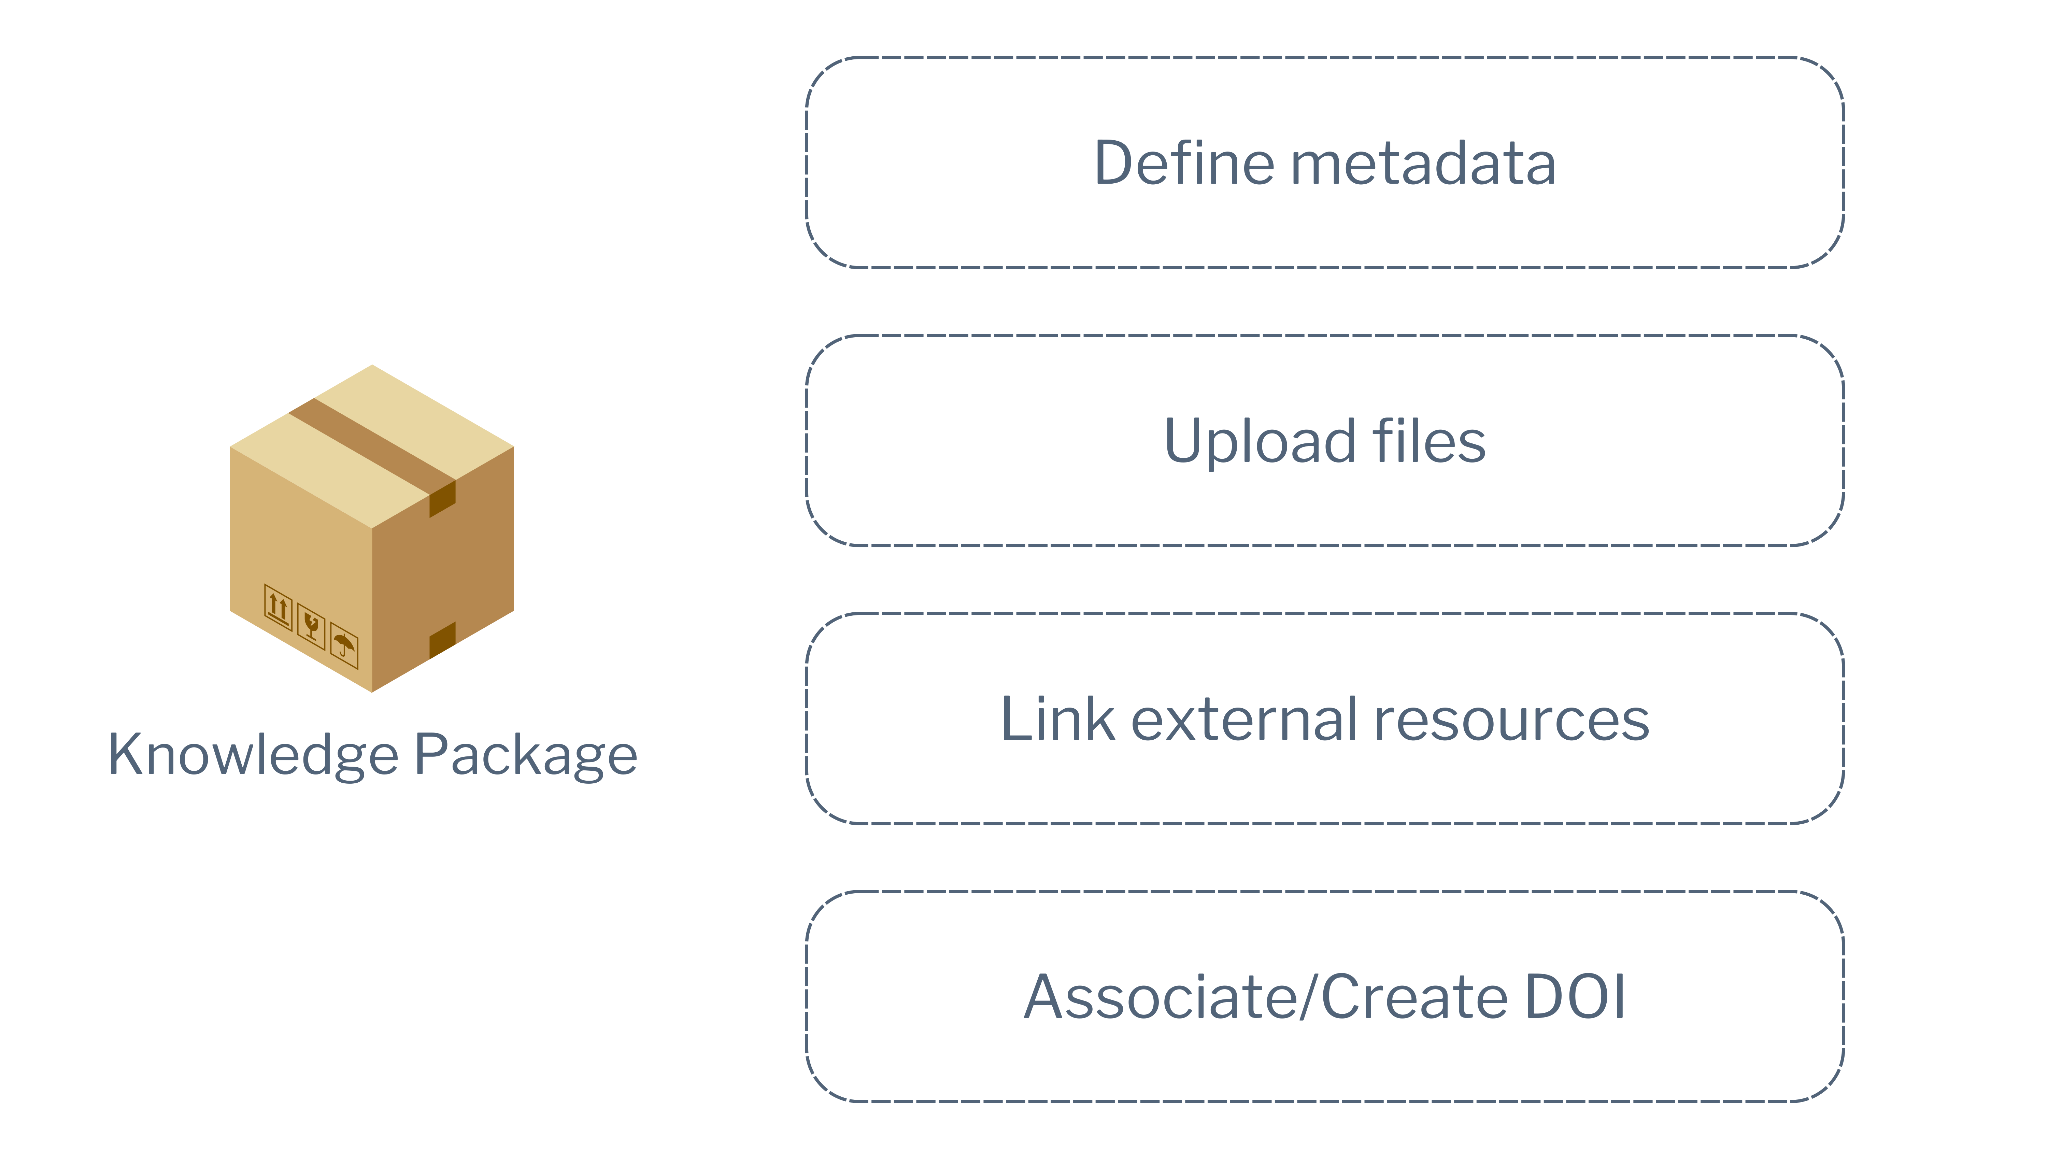 Define metadata
Upload files
Link external resources
Knowledge Package
Associate/Create DOI